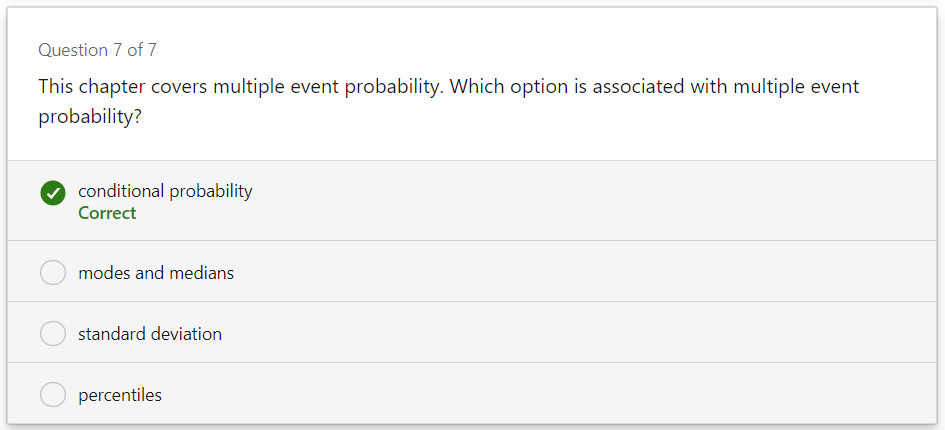 Question 7 of 7
This chapter covers multiple event probability. Which option is associated with multiple event
probability?
conditional probability
Correct
modes and medians
standard deviation
percentiles